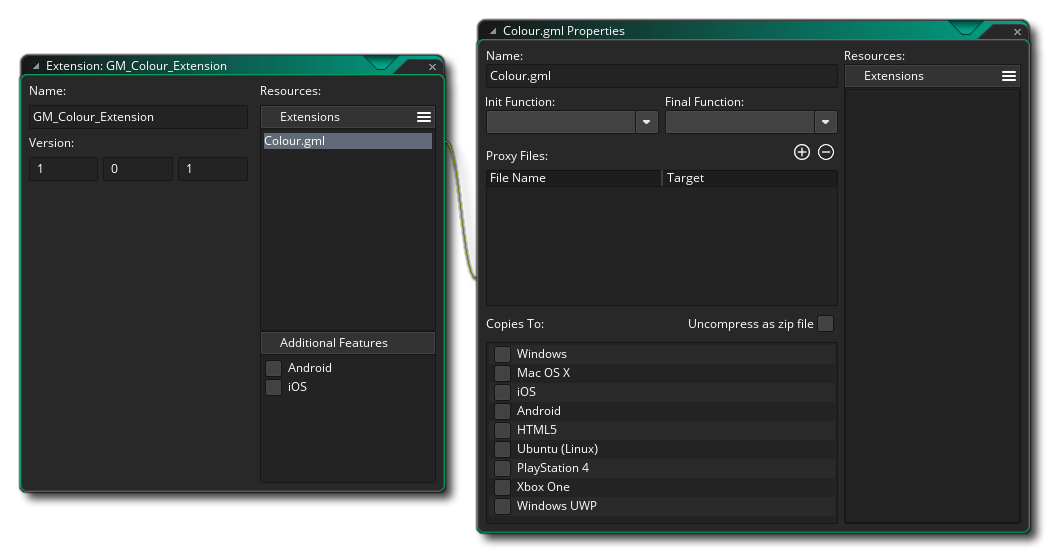 Extension: GM_Colour_Extension
Name:
GM_Colour_Extension
Version:
1 0 1
Resources:
Extensions
Colour.gml
Additional Features
Android
iOS
Colour.gml Properties
Name:
Colour.gml
Init Function: Final Function:
Proxy Files:
File Name Target
Copies To: Uncompress as zip file
Windows
Mac OS X
iOS
Android
HTML5
Ubuntu (Linux)
PlayStation 4
Xbox One
Windows UWP
Resources:
Extensions